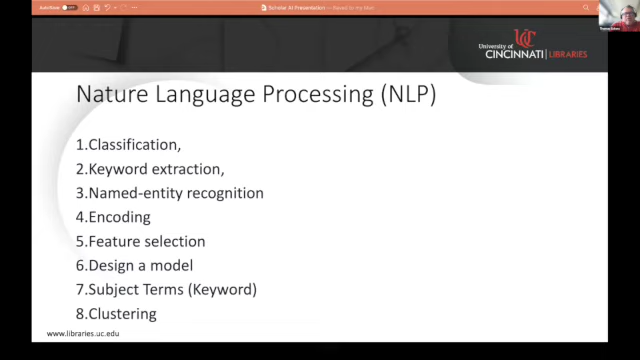 AutoSave OFF
Scholar AI Presentation — Saved to my Mac
University of
CINCINNATI LIBRARIES
Nature Language Processing (NLP)
1.Classification,
2.Keyword extraction,
3.Named-entity recognition
4.Encoding
5.Feature selection
6.Design a model
7.Subject Terms (Keyword)
8.Clustering
www.libraries.uc.edu